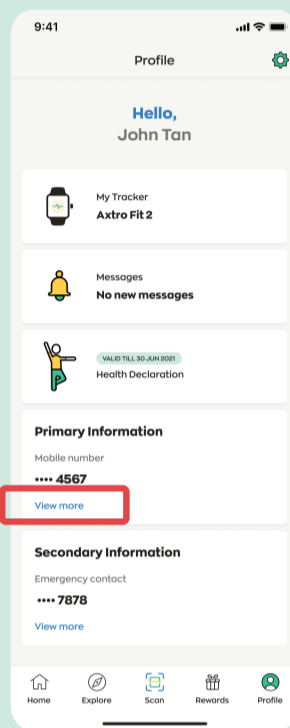 9:41
Profile
Hello,
John Tan
My Tracker
Axtro Fit 2
Messages
No new messages
VALID TILL 30 JUN 2021
Health Declaration
Primary Information
Mobile number
•••• 4567
View more
Secondary Information
Emergency contact
•••• 7878
View more
Home Explore Scan Rewards Profile